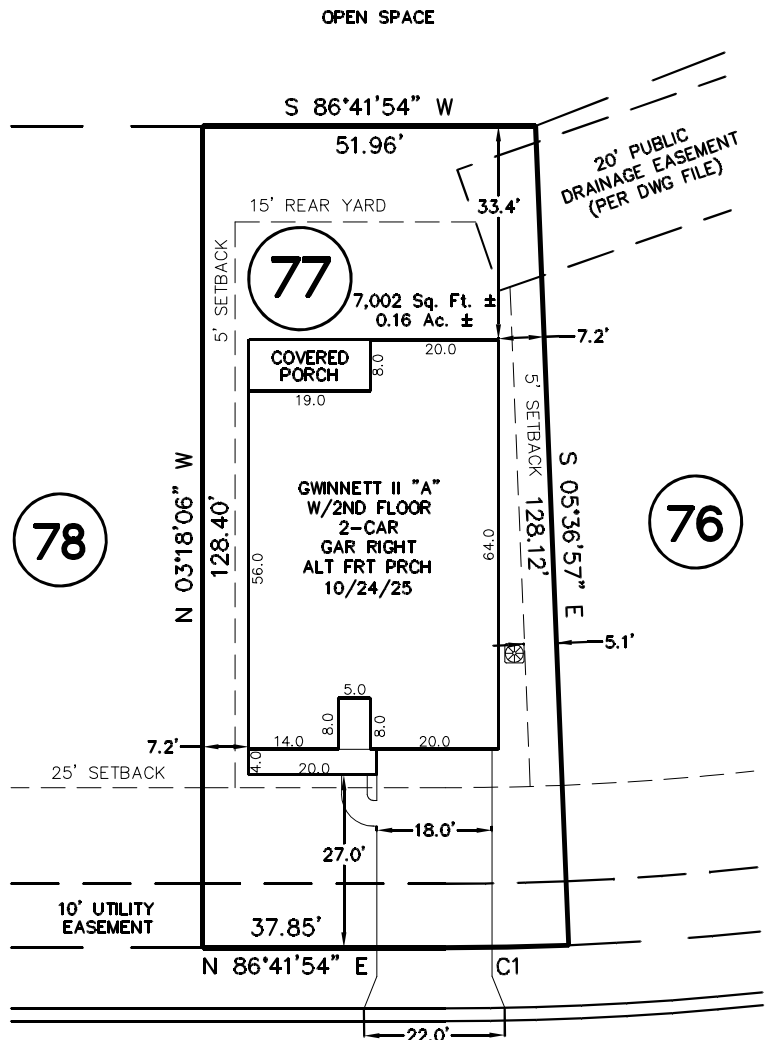 OPEN SPACE
S 86°41'54" W
51.96'
20' PUBLIC
DRAINAGE EASEMENT
(PER DWG FILE)
15' REAR YARD
33.4'
5' SETBACK
77
7,002 Sq. Ft. ±
0.16 Ac. ±
7.2'
COVERED
PORCH
8.0
20.0
19.0
5' SETBACK
GWINNETT II "A"
W/2ND FLOOR
2-CAR
GAR RIGHT
ALT FRT PRCH
10/24/25
78
76
N 03°18'06" W
128.40'
56.0
64.0
128.12'
S 05°36'57" E
5.1'
5.0
8.0
8.0
7.2'
14.0
20.0
4.0
20.0
25' SETBACK
18.0'
27.0'
10' UTILITY
EASEMENT
37.85'
N 86°41'54" E
C1
22.0'